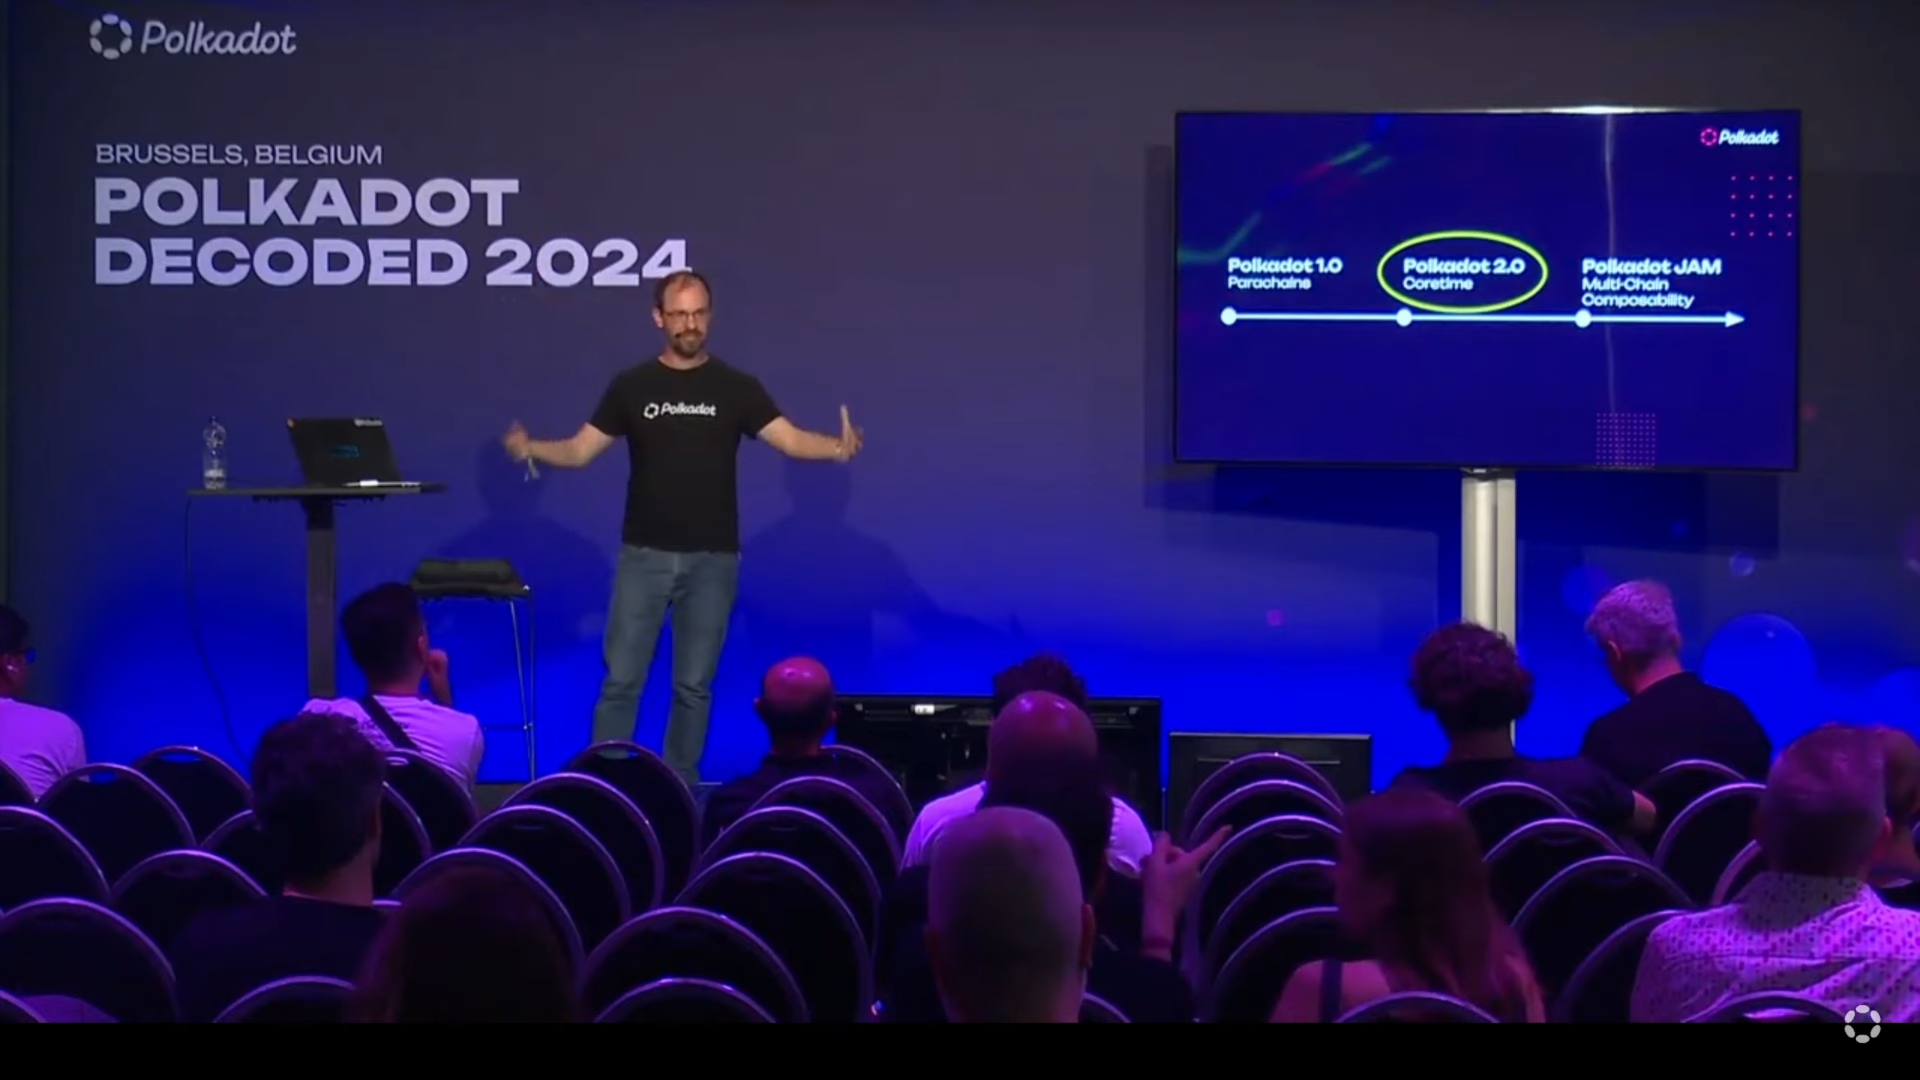 Polkadot
BRUSSELS, BELGIUM
POLKADOT
DECODED 2024
Polkadot
Polkadot
Polkadot 1.0
Parachains
Polkadot 2.0
Coretime
Polkadot JAM
Multi-Chain
Composability